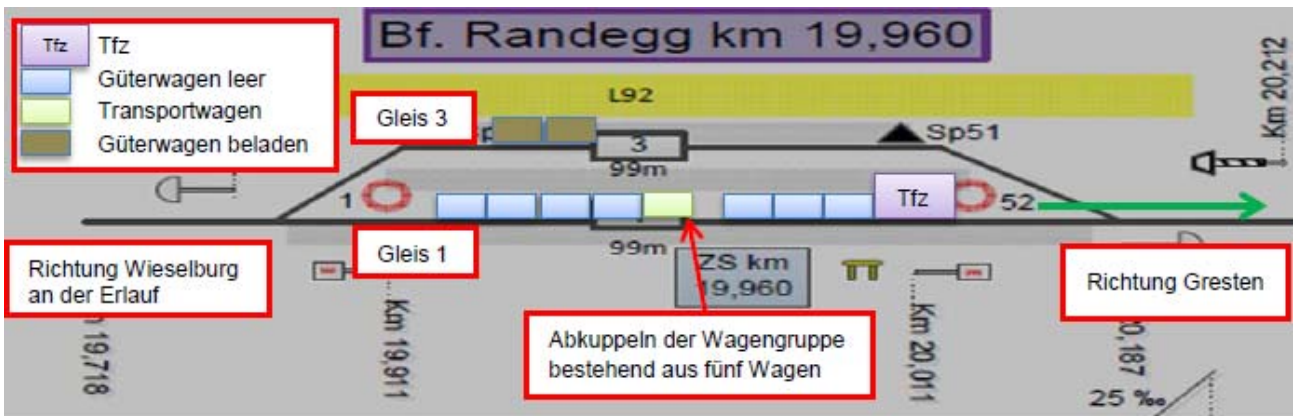 Bf. Randegg km 19,960
Tfz
Tfz
Güterwagen leer
Transportwagen
Güterwagen beladen
L92
Gleis 3
Sp51
3
99m
Km 20,212
1
Tfz
52
Gleis 1
99m
ZS km
19,960
Richtung Wieselburg
an der Erlauf
Richtung Gresten
Abkuppeln der Wagengruppe
bestehend aus fünf Wagen
19,718
Km 19,911
Km 20,011
20,187
25 ‰